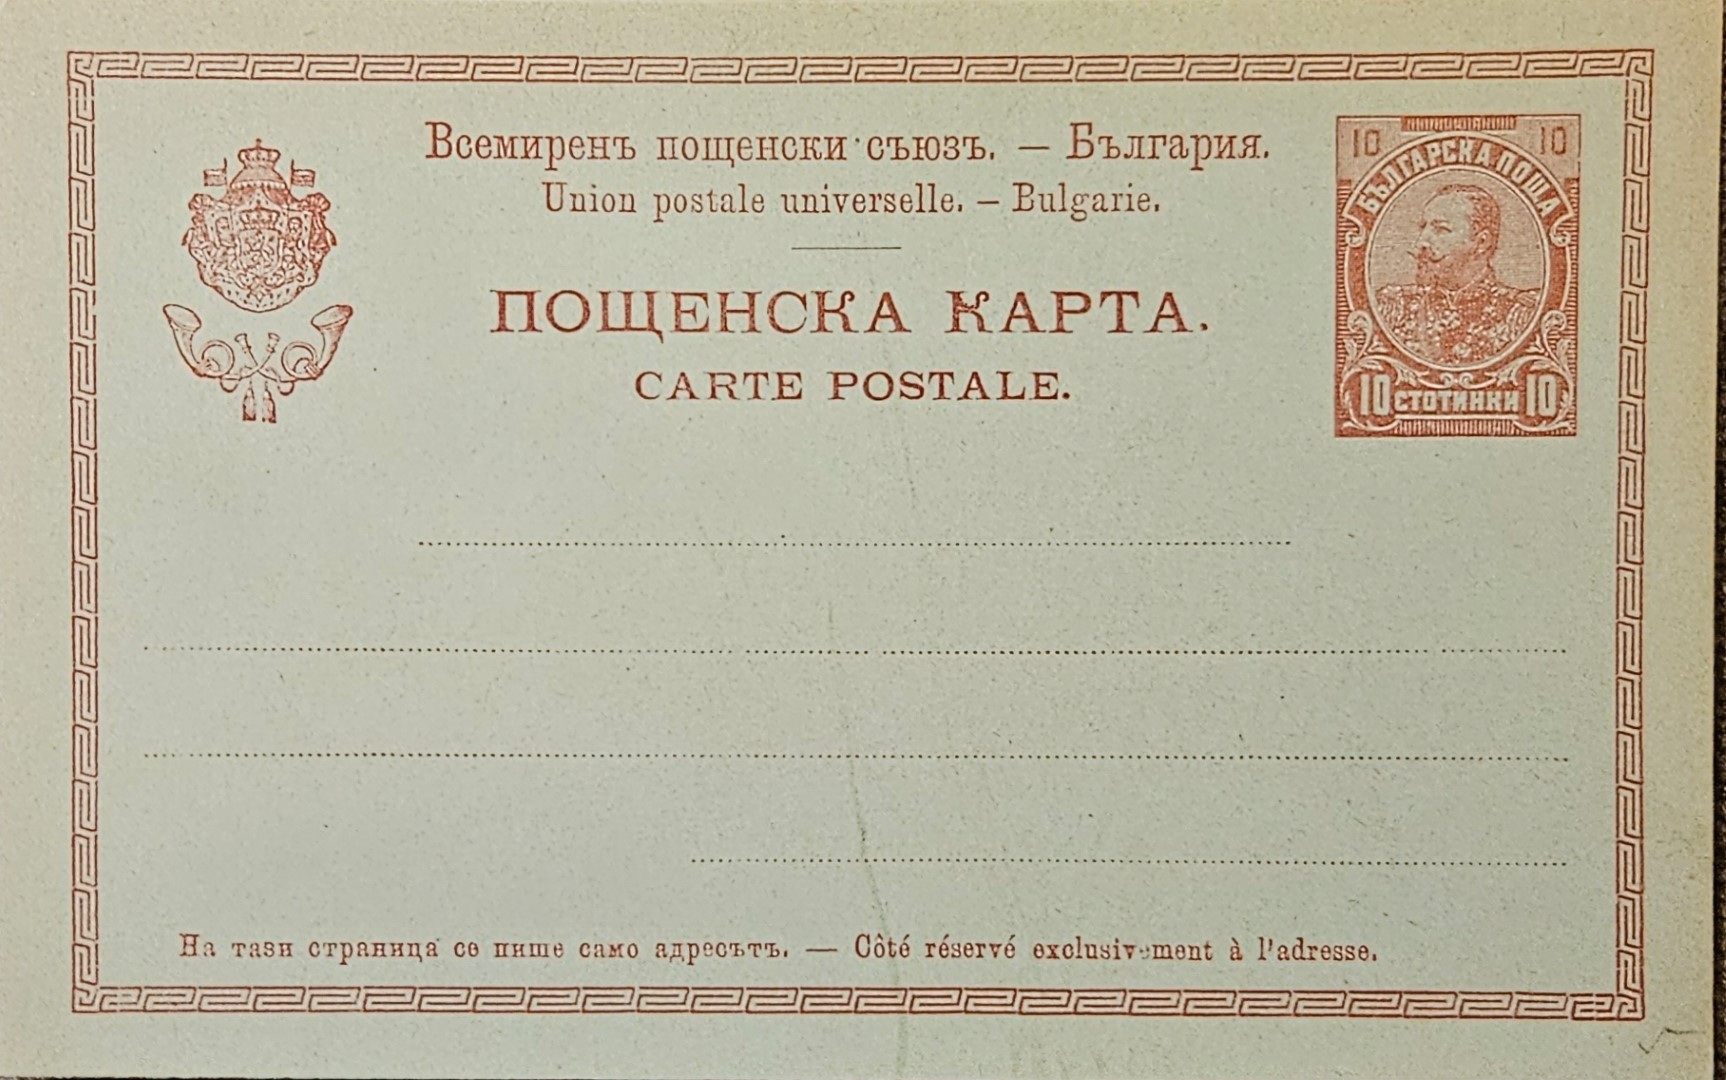 Всемиренъ пощенски съюзъ. — България.
Union postale universelle. — Bulgarie.
ПОЩЕНСКА КАРТА.
CARTE POSTALE.
10 10
БЪЛГАРСКА ПОЩА
10 СТОТИНКИ 10
На тази страница се пише само адресътъ. — Côté réservé exclusivement à l'adresse.